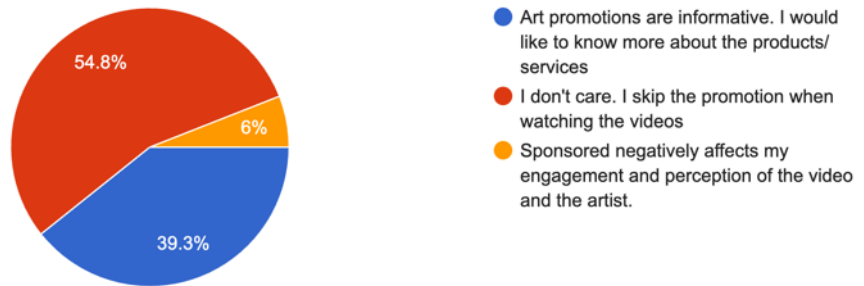 54.8%
6%
39.3%
Art promotions are informative. I would
like to know more about the products/
services
I don't care. I skip the promotion when
watching the videos
Sponsored negatively affects my
engagement and perception of the video
and the artist.